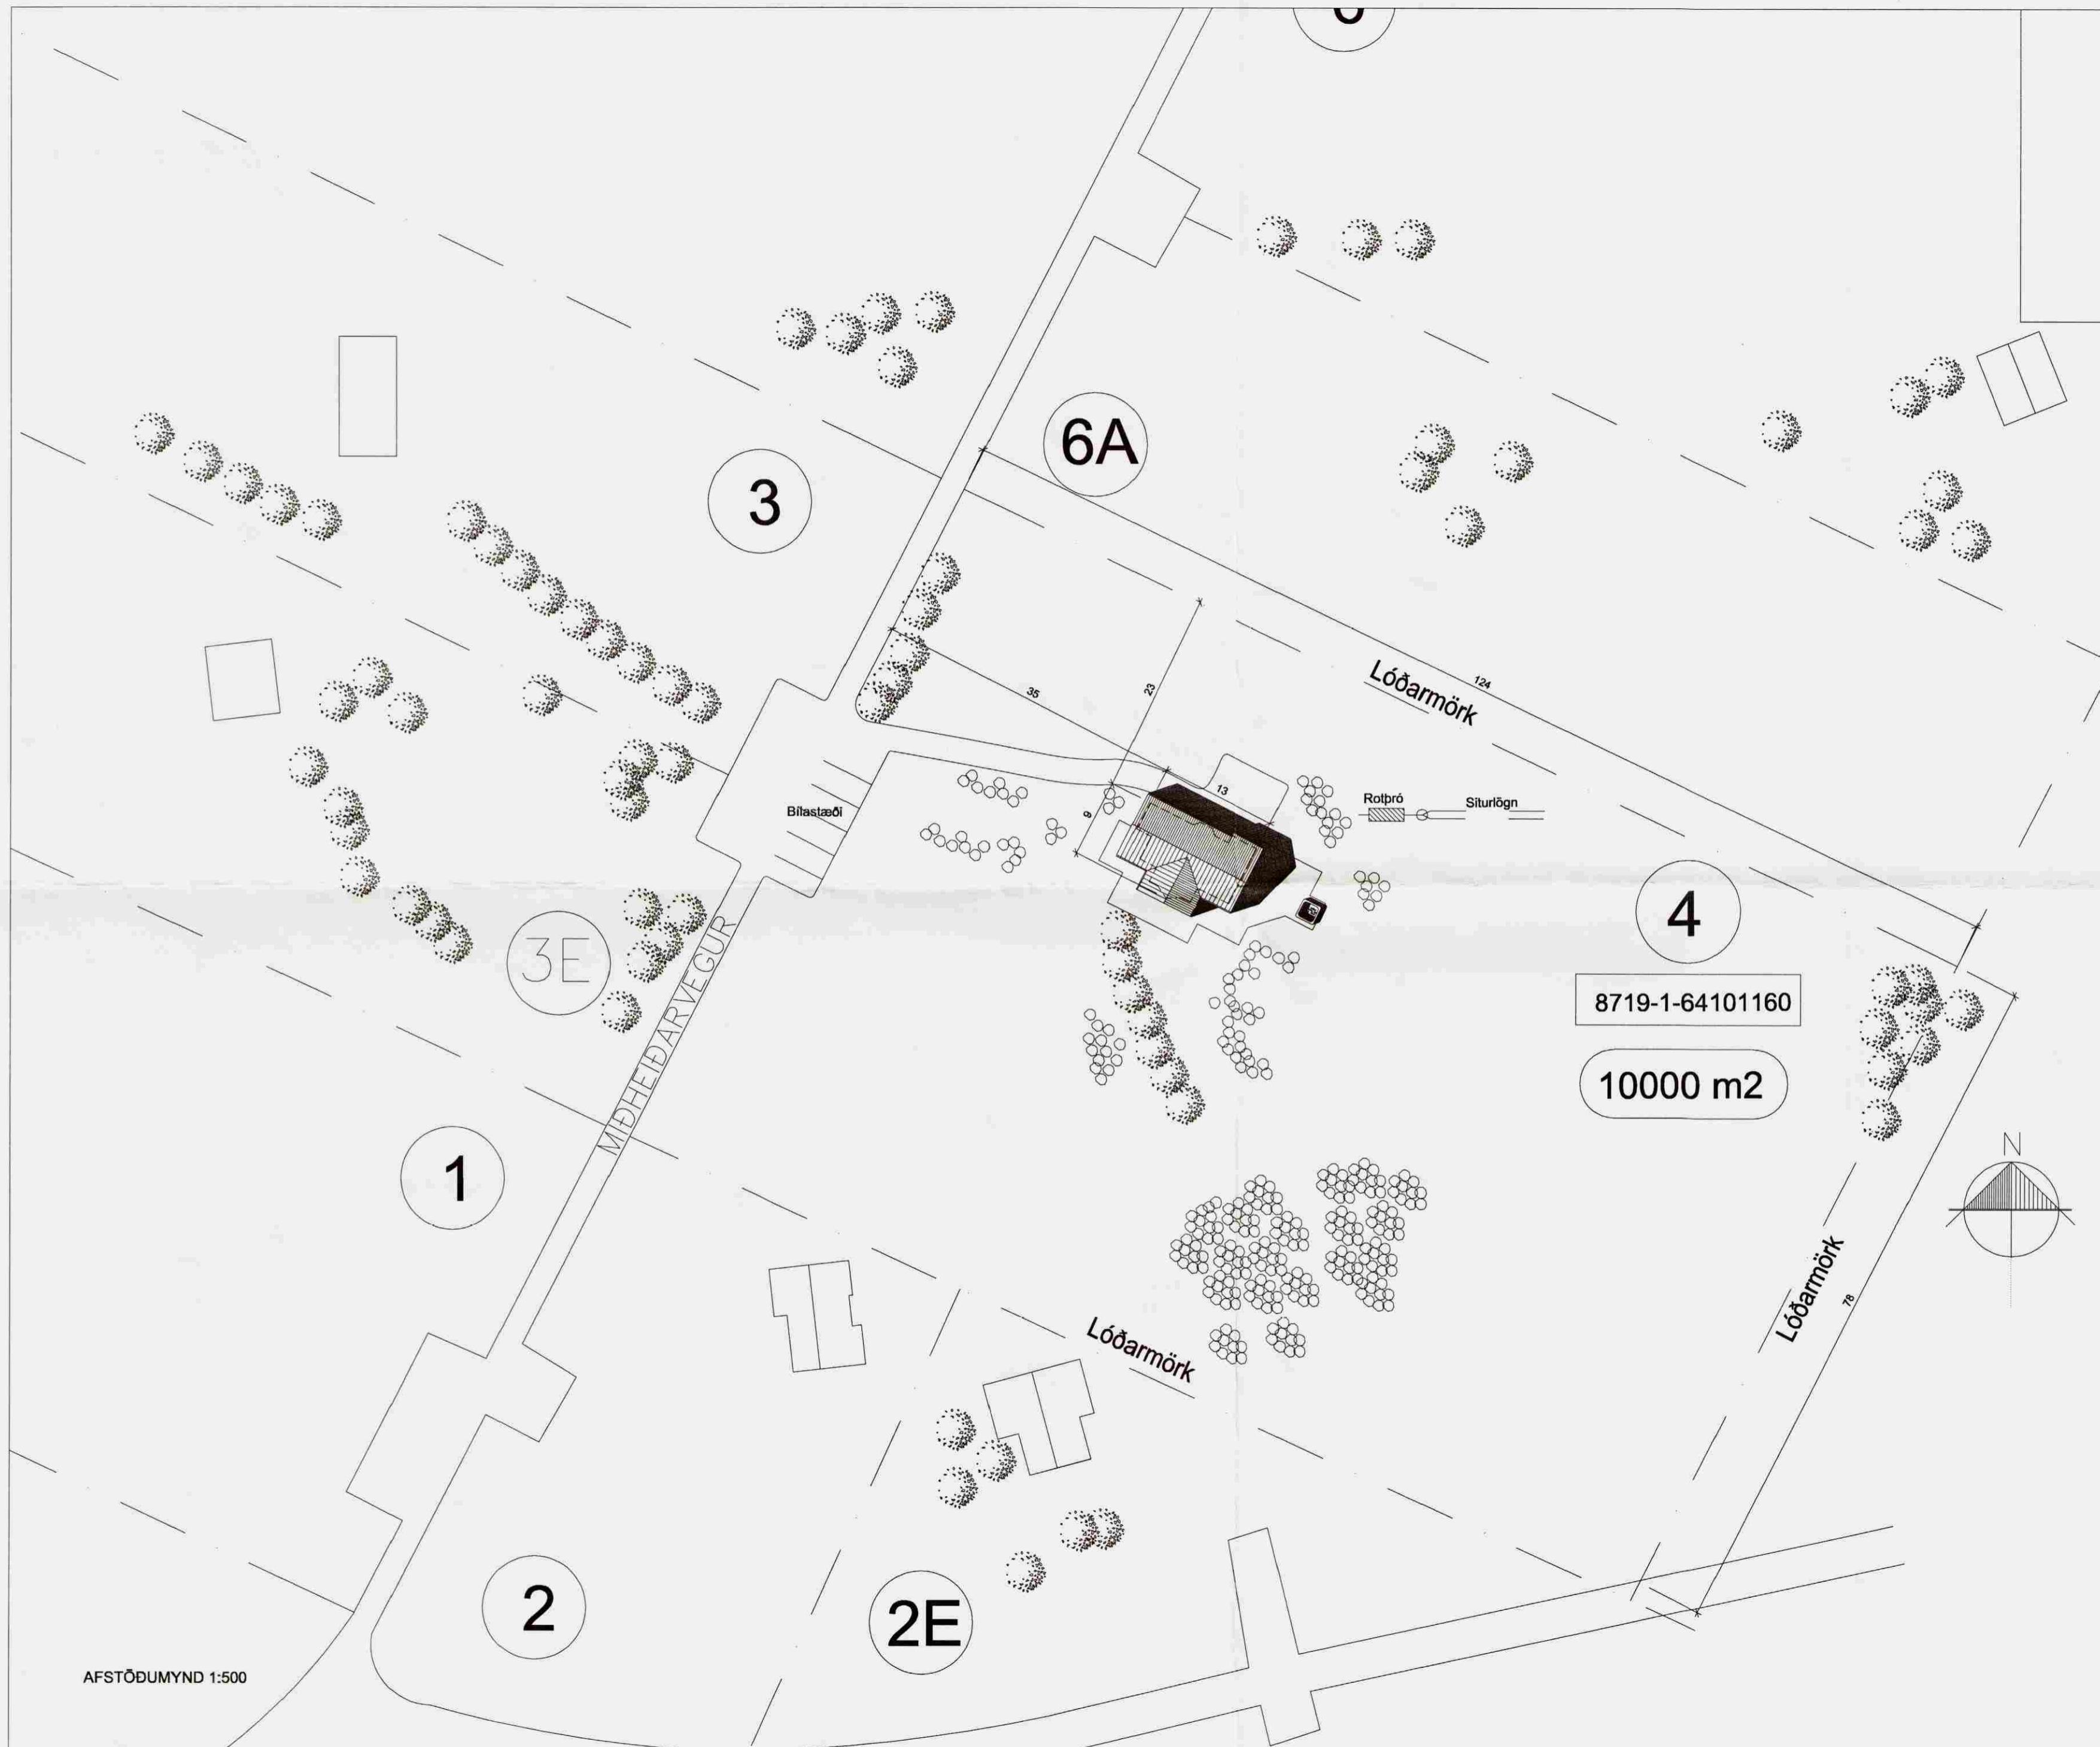 6A
3
35
23
Lóðarmörk
124
13
9
Bílastæði
Rotþró
Siturlögn
4
8719-1-64101160
10000 m2
3E
MIÐHEIÐARVEGUR
N
1
Lóðarmörk
78
Lóðarmörk
2
2E
AFSTÖÐUMYND 1:500